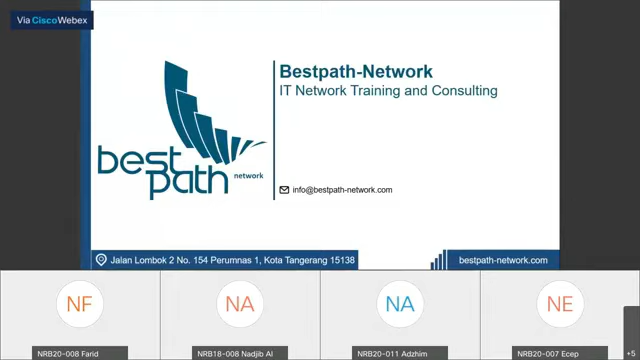 Via CiscoWebex
Bestpath-Network
IT Network Training and Consulting
best
path
network
info@bestpath-network.com
Jalan Lombok 2 No. 154 Perumnas 1, Kota Tangerang 15138
bestpath-network.com
NF
NA
NA
NE
NRB20-008 Farid
NRB18-008 Nadjib Al
NRB20-011 Adzhim
NRB20-007 Ecep
+5